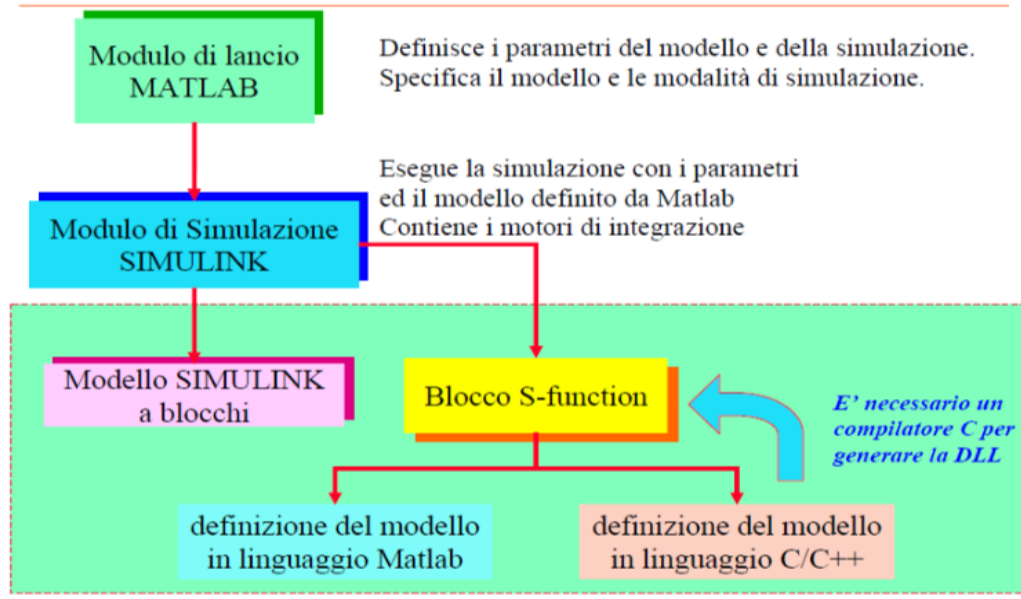 Modulo di lancio
MATLAB
Definisce i parametri del modello e della simulazione.
Specifica il modello e le modalità di simulazione.
Esegue la simulazione con i parametri
ed il modello definito da Matlab
Contiene i motori di integrazione
Modulo di Simulazione
SIMULINK
Modello SIMULINK
a blocchi
Blocco S-function
E' necessario un
compilatore C per
generare la DLL
definizione del modello
in linguaggio Matlab
definizione del modello
in linguaggio C/C++